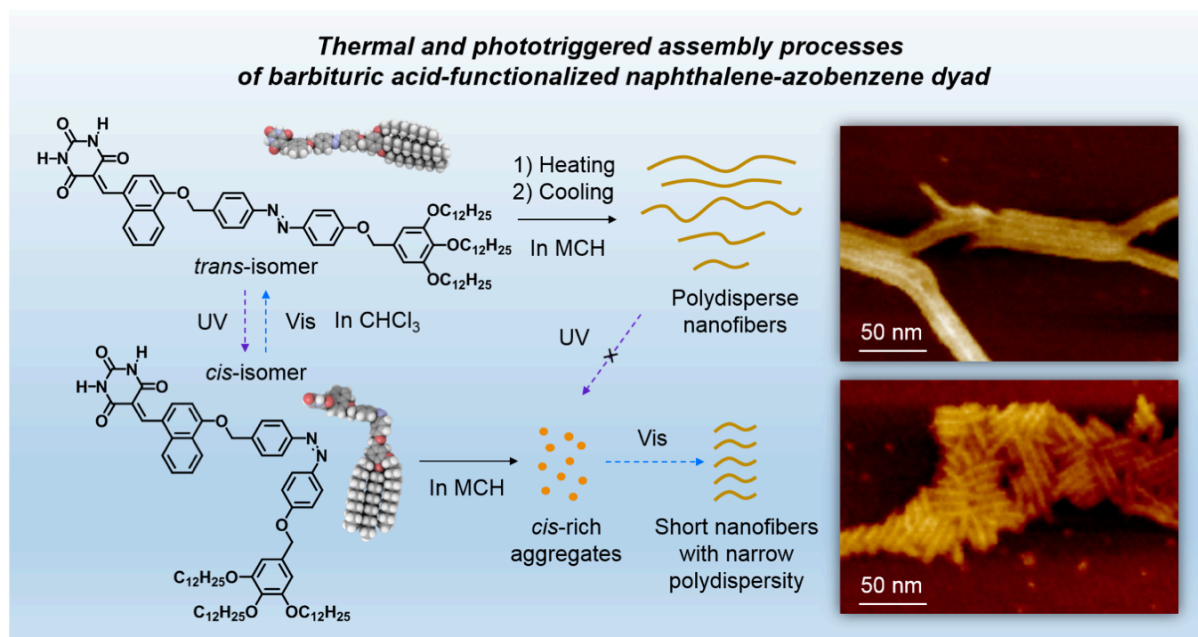 Thermal and phototriggered assembly processes
of barbituric acid-functionalized naphthalene-azobenzene dyad
O
H
N
HN
O
O
O
N
N
O
OC₁₂H₂₅
OC₁₂H₂₅
OC₁₂H₂₅
trans-isomer
1) Heating
2) Cooling
In MCH
Polydisperse
nanofibers
50 nm
UV
Vis
In CHCl₃
UV
cis-isomer
O
H
N
HN
O
O
O
N
N
O
C₁₂H₂₅O
C₁₂H₂₅O
OC₁₂H₂₅
In MCH
cis-rich
aggregates
Vis
Short nanofibers
with narrow
polydispersity
50 nm